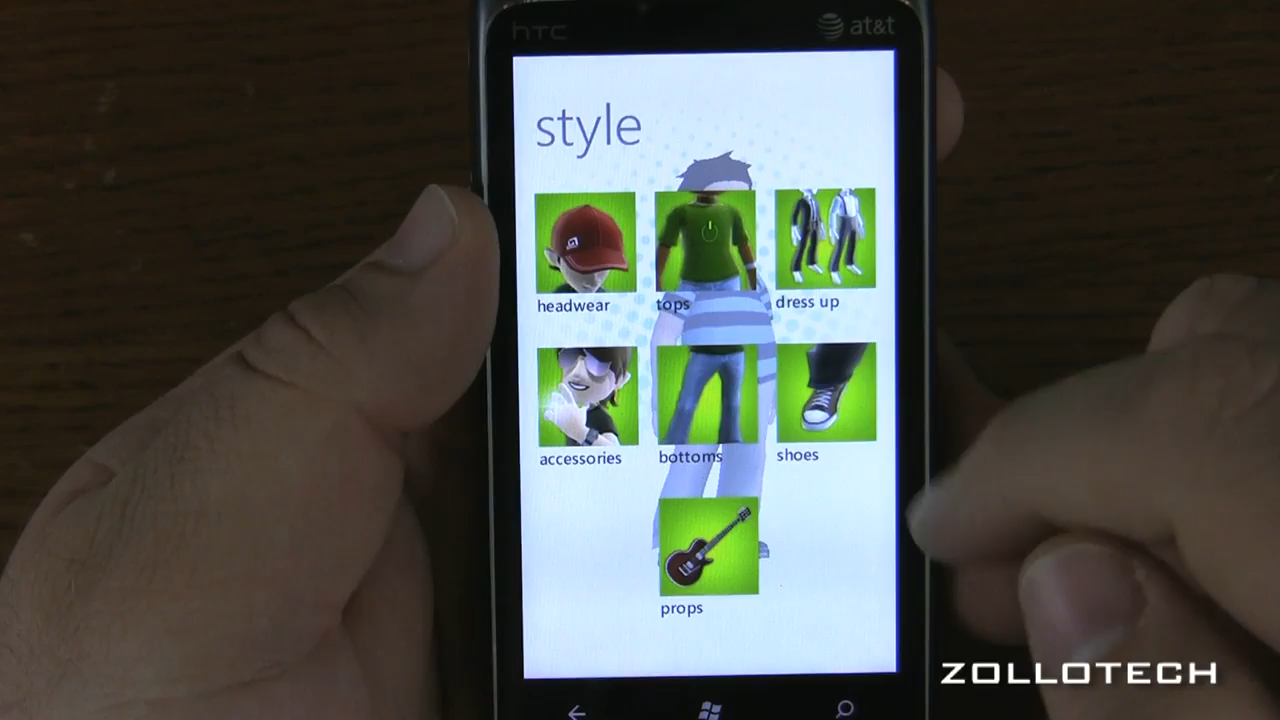 hTC
at&t
style
headwear
tops
dress up
accessories
bottoms
shoes
props
ZOLLOTECH